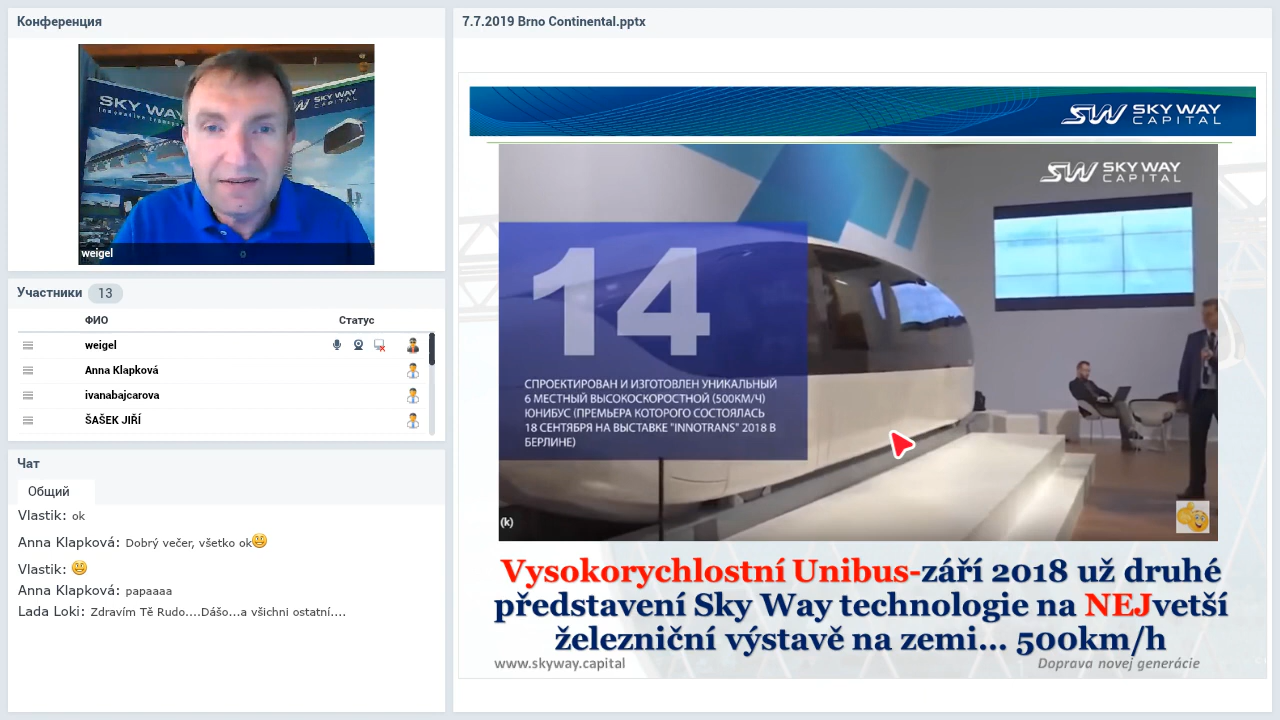 Конференция
SKY WAY
CAPITAL
weigel
Участники 13
ФИО Статус
weigel
Anna Klapková
ivanabajcarova
ŠAŠEK JIŘÍ
Чат
Общий
Vlastik: ok
Anna Klapková: Dobrý večer, všetko ok
Vlastik:
Anna Klapková: papaaaa
Lada Loki: Zdravím Tě Rudo....Dášo...a všichni ostatní....
7.7.2019 Brno Continental.pptx
SW SKY WAY
CAPITAL
SW SKY WAY
CAPITAL
14
СПРОЕКТИРОВАН И ИЗГОТОВЛЕН УНИКАЛЬНЫЙ
6 МЕСТНЫЙ ВЫСОКОСКОРОСТНОЙ (500КМ/Ч)
ЮНИБУС (ПРЕМЬЕРА КОТОРОГО СОСТОЯЛАСЬ
18 СЕНТЯБРЯ НА ВЫСТАВКЕ "INNOTRANS" 2018 В
БЕРЛИНЕ)
(k)
Vysokorychlostní Unibus-září 2018 už druhé
představení Sky Way technologie na NEJvetší
železniční výstavě na zemi... 500km/h
www.skyway.capital
Doprava novej generácie